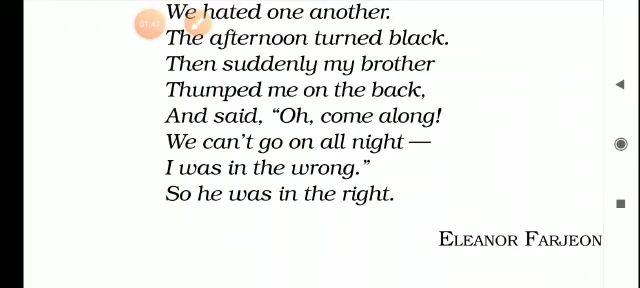 We hated one another.
The afternoon turned black.
Then suddenly my brother
Thumped me on the back,
And said, “Oh, come along!
We can’t go on all night —
I was in the wrong.”
So he was in the right.
ELEANOR FARJEON